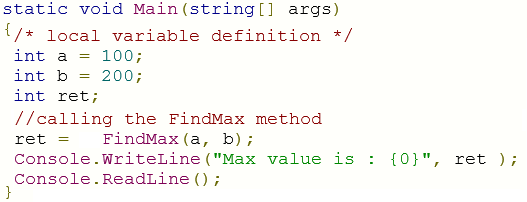 static void Main(string[] args)
{/* local variable definition */
int a = 100;
int b = 200;
int ret;
//calling the FindMax method
ret =   FindMax(a, b);
Console.WriteLine("Max value is : {0}", ret );
Console.ReadLine();
}